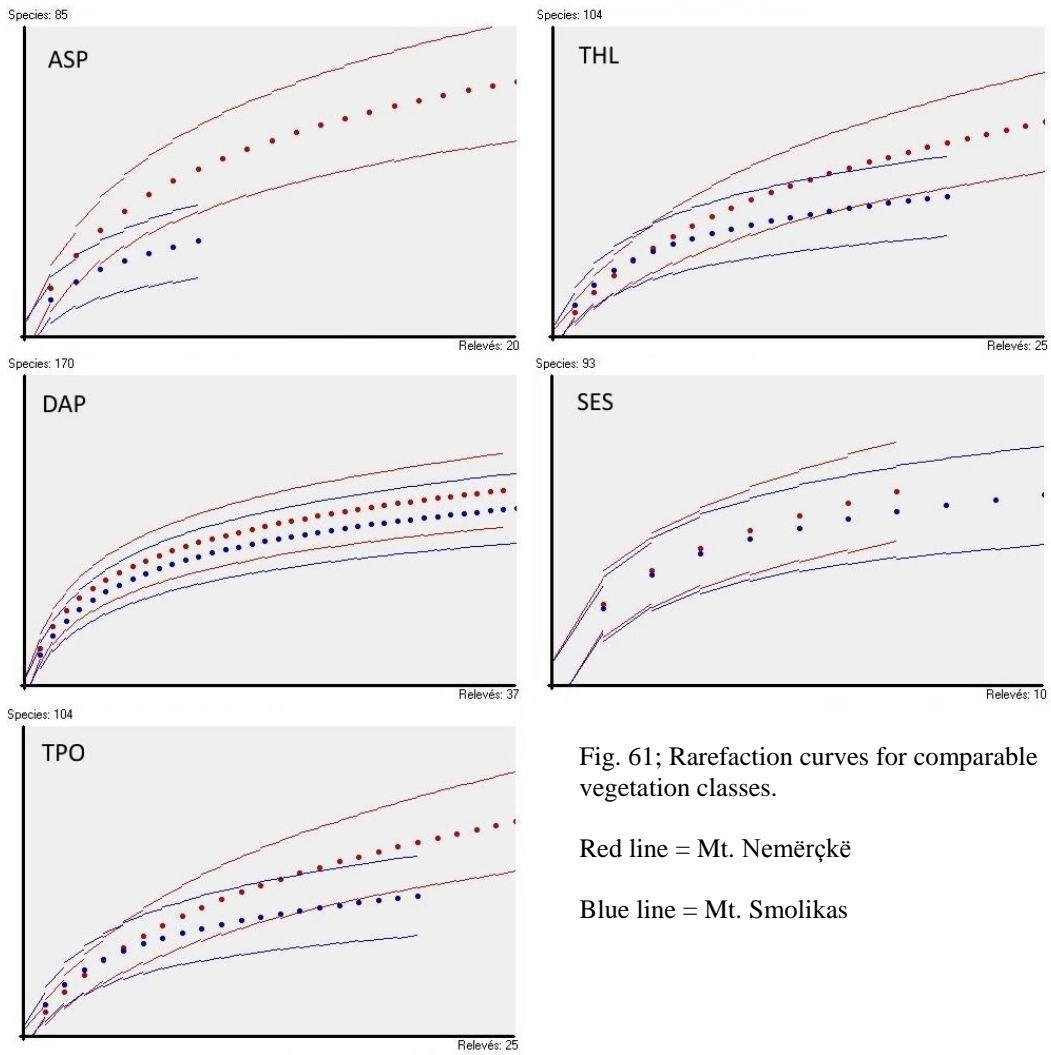 Species: 85
ASP
Relevés: 20
Species: 104
THL
Relevés: 25
Species: 170
DAP
Relevés: 37
Species: 93
SES
Relevés: 10
Species: 104
TPO
Relevés: 25
Fig. 61; Rarefaction curves for comparable
vegetation classes.
Red line = Mt. Nemërçkë
Blue line = Mt. Smolikas